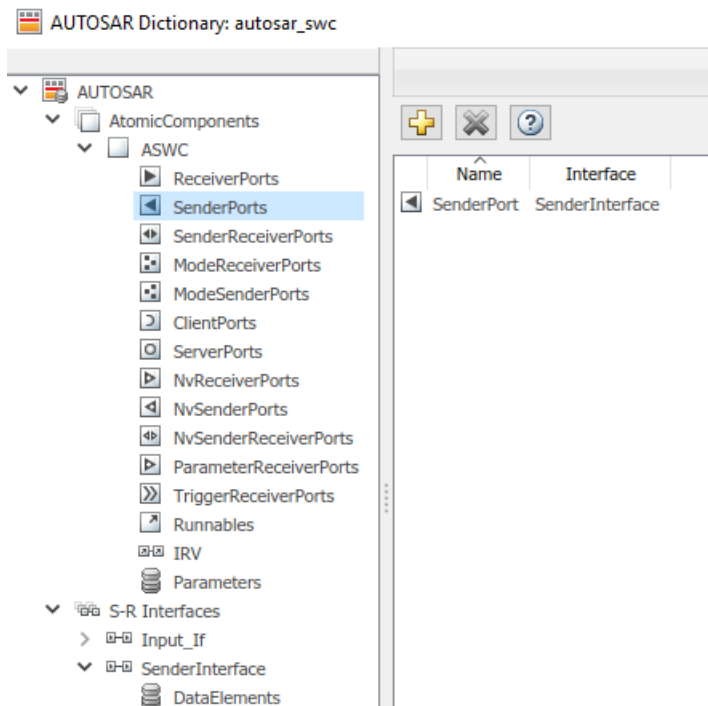 AUTOSAR Dictionary: autosar_swc
AUTOSAR
AtomicComponents
ASWC
ReceiverPorts
SenderPorts
SenderReceiverPorts
ModeReceiverPorts
ModeSenderPorts
ClientPorts
ServerPorts
NvReceiverPorts
NvSenderPorts
NvSenderReceiverPorts
ParameterReceiverPorts
TriggerReceiverPorts
Runnables
IRV
Parameters
S-R Interfaces
Input_If
SenderInterface
DataElements
Name Interface
SenderPort SenderInterface